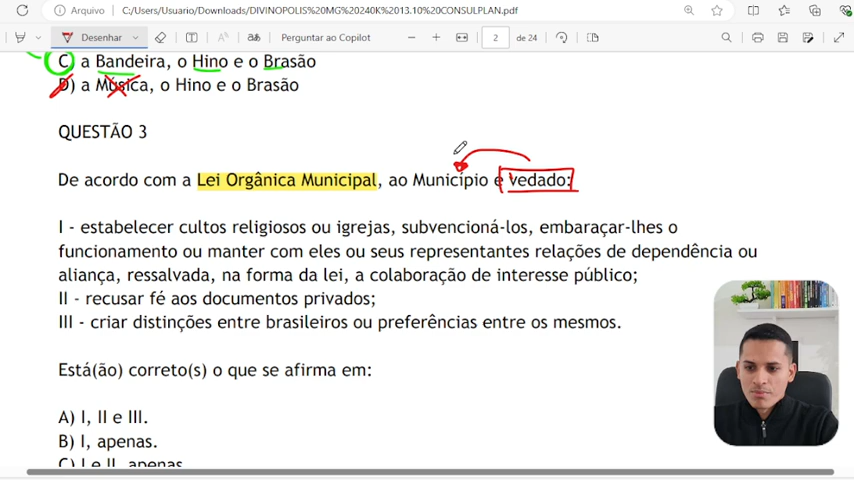 Arquivo
C:/Users/Usuario/Downloads/DIVINOPOLIS%20MG%20240K%2013.10%20CONSULPLAN.pdf
Desenhar
Perguntar ao Copilot
2
de 24
C) a Bandeira, o Hino e o Brasão
D) a Música, o Hino e o Brasão
QUESTÃO 3
De acordo com a Lei Orgânica Municipal, ao Município e vedado:
I - estabelecer cultos religiosos ou igrejas, subvencioná-los, embaraçar-lhes o
funcionamento ou manter com eles ou seus representantes relações de dependência ou
aliança, ressalvada, na forma da lei, a colaboração de interesse público;
II - recusar fé aos documentos privados;
III - criar distinções entre brasileiros ou preferências entre os mesmos.
Está(ão) correto(s) o que se afirma em:
A) I, II e III.
B) I, apenas.
C) I e II, apenas